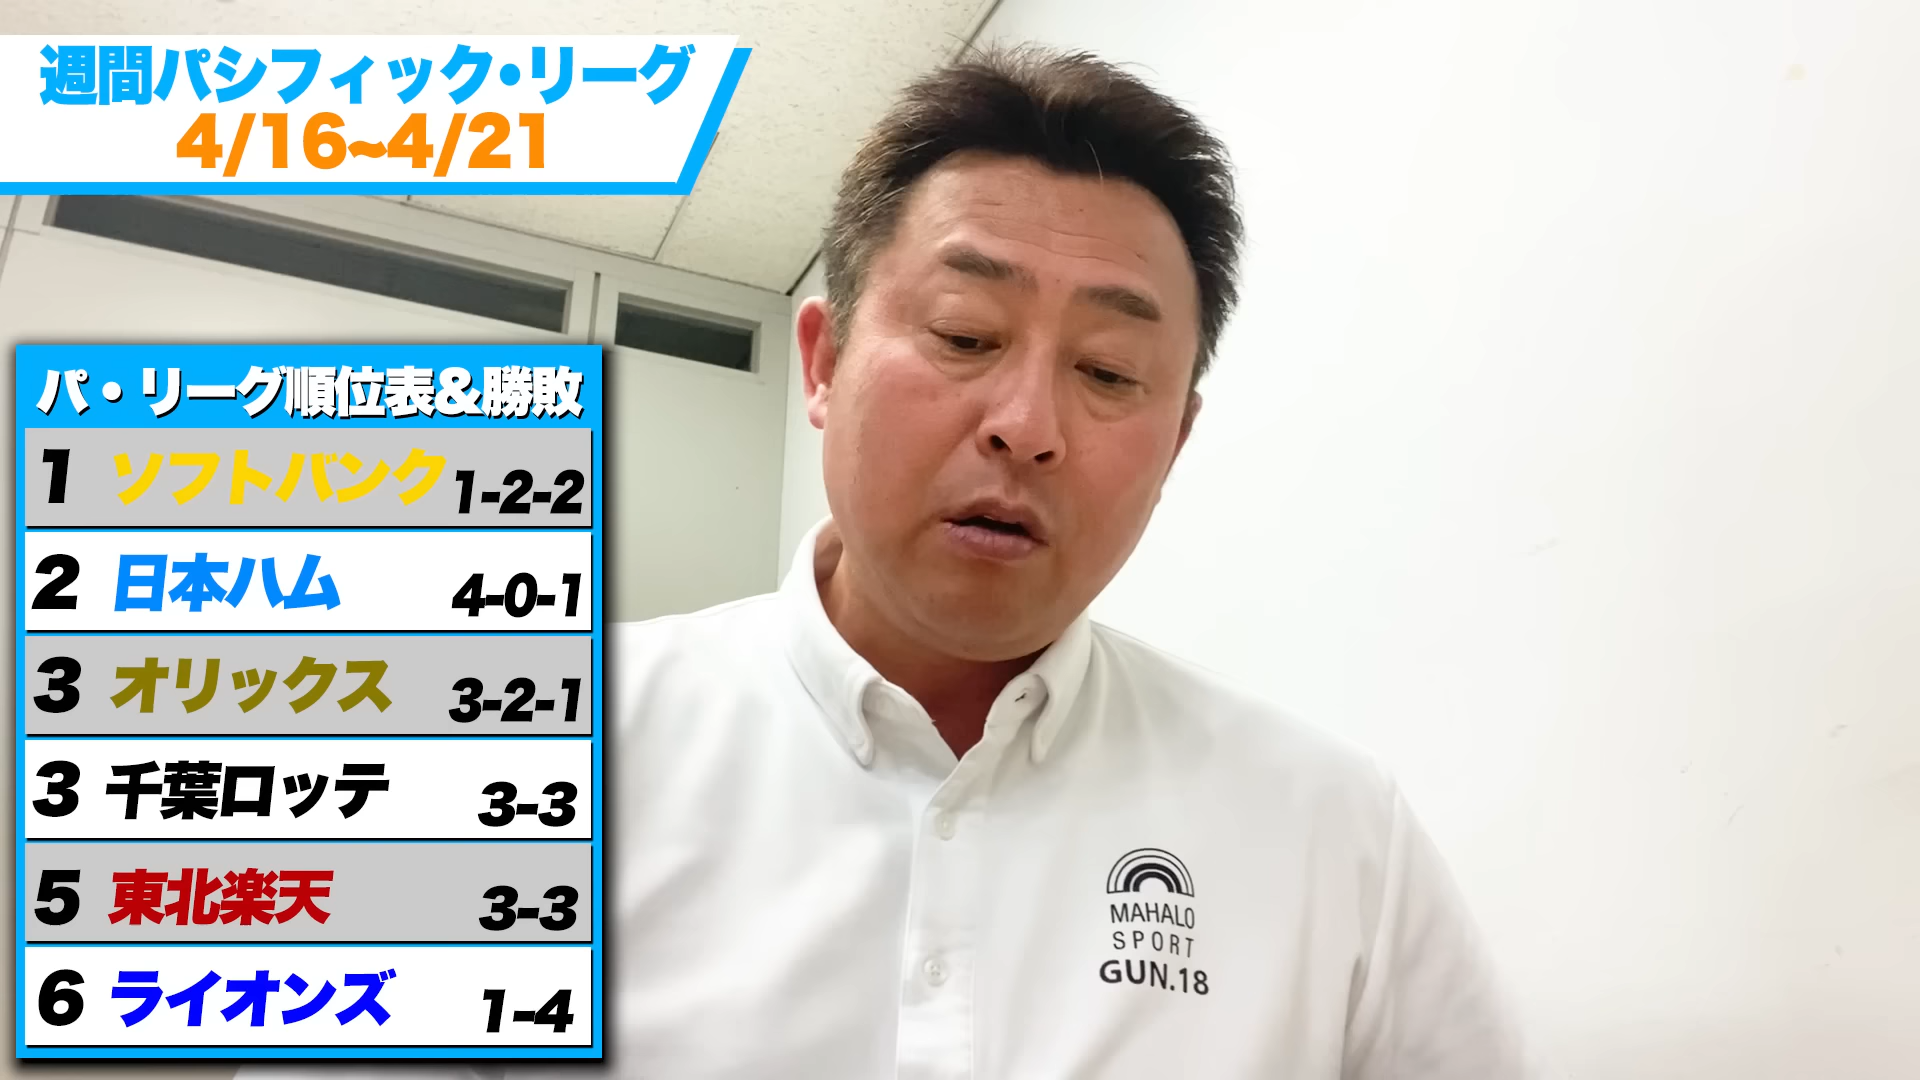 週間パシフィック・リーグ
4/16~4/21
パ・リーグ順位表&勝敗
1 ソフトバンク 1-2-2
2 日本ハム 4-0-1
3 オリックス 3-2-1
3 千葉ロッテ 3-3
5 東北楽天 3-3
6 ライオンズ 1-4
MAHALO
SPORT
GUN.18